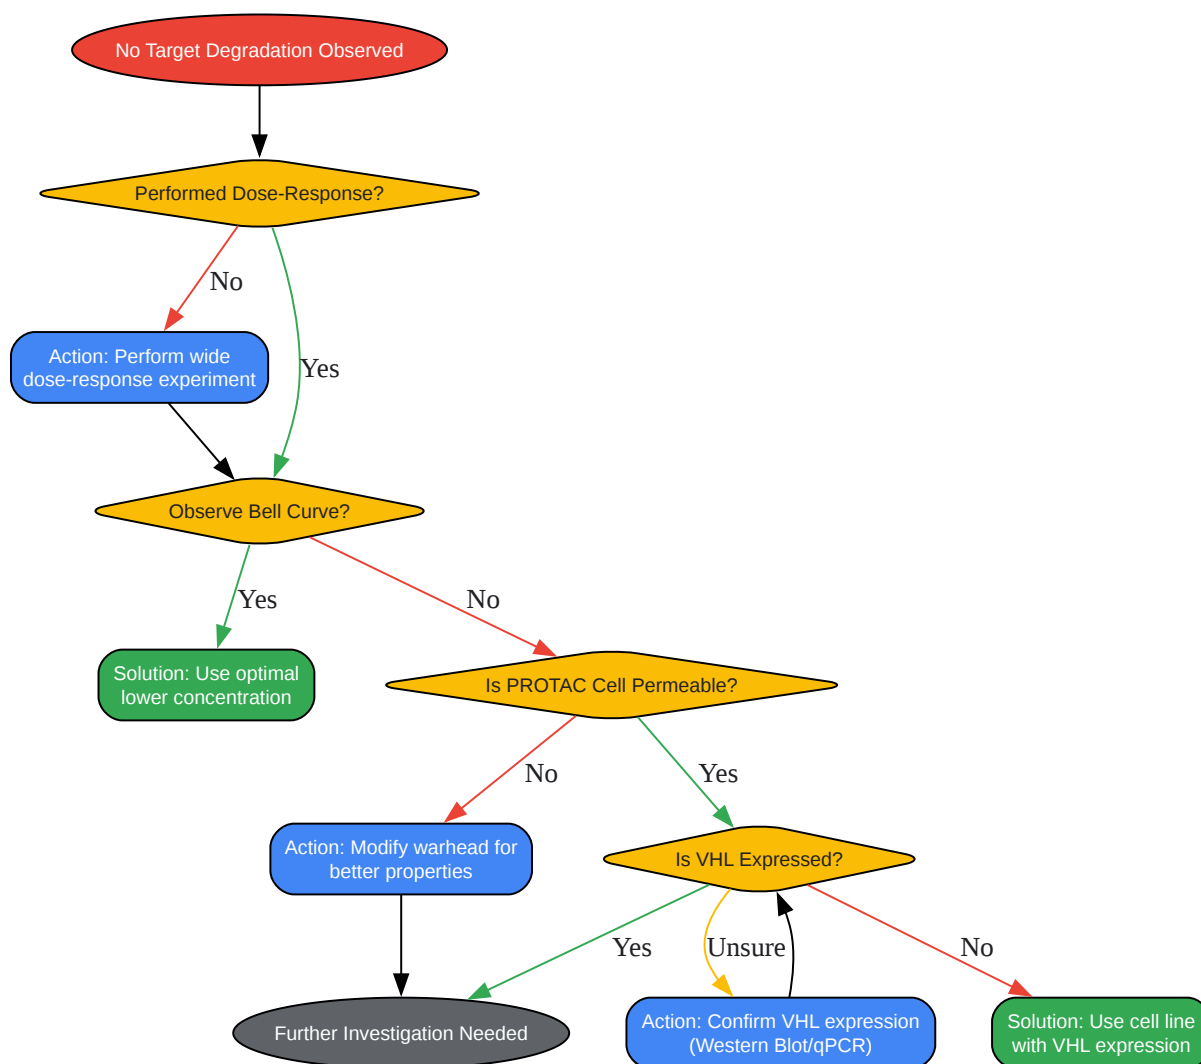 No Target Degradation Observed
Performed Dose-Response?
No
Yes
Action: Perform wide
dose-response experiment
Observe Bell Curve?
Yes
No
Solution: Use optimal
lower concentration
Is PROTAC Cell Permeable?
No
Yes
Action: Modify warhead for
better properties
Is VHL Expressed?
Yes
Unsure
No
Further Investigation Needed
Action: Confirm VHL expression
(Western Blot/qPCR)
Solution: Use cell line
with VHL expression